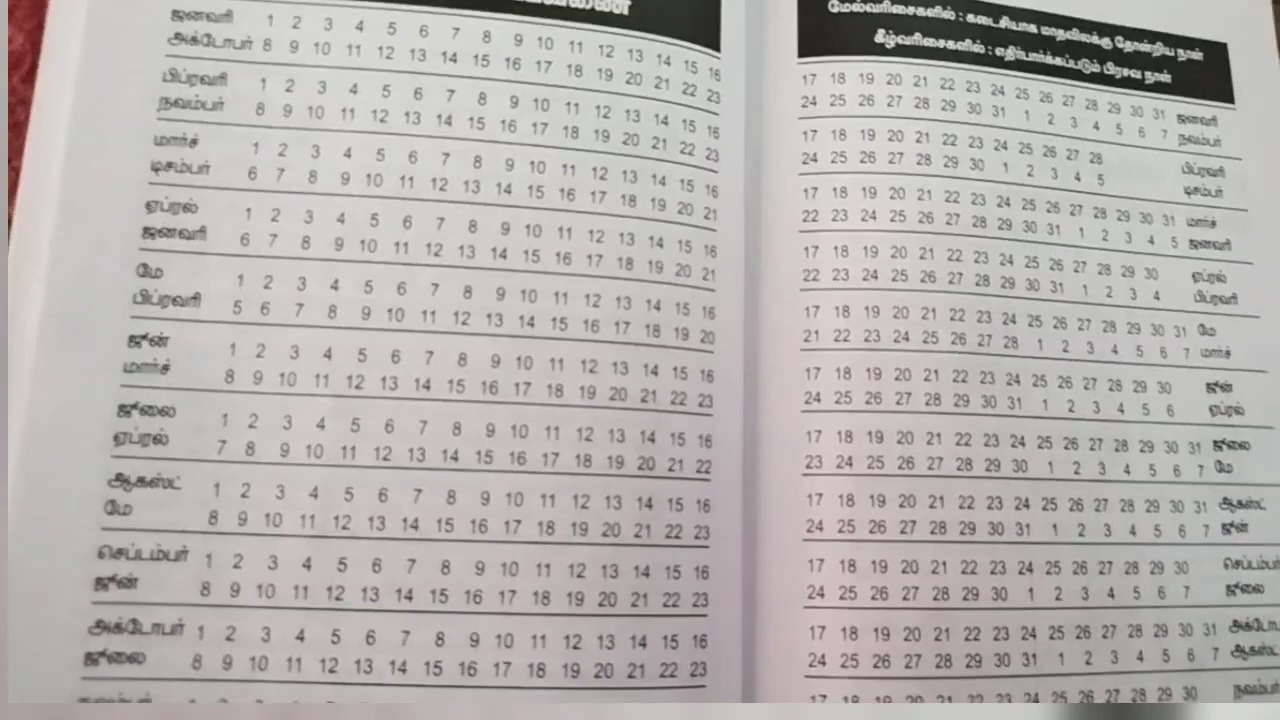 ஜனவரி 1 2 3 4 5 6 7 8 9 10 11 12 13 14 15 16
அக்டோபர் 8 9 10 11 12 13 14 15 16 17 18 19 20 21 22 23
பிப்ரவரி 1 2 3 4 5 6 7 8 9 10 11 12 13 14 15 16
நவம்பர் 8 9 10 11 12 13 14 15 16 17 18 19 20 21 22 23
மார்ச் 1 2 3 4 5 6 7 8 9 10 11 12 13 14 15 16
டிசம்பர் 6 7 8 9 10 11 12 13 14 15 16 17 18 19 20 21
ஏப்ரல் 1 2 3 4 5 6 7 8 9 10 11 12 13 14 15 16
ஜனவரி 6 7 8 9 10 11 12 13 14 15 16 17 18 19 20 21
மே 1 2 3 4 5 6 7 8 9 10 11 12 13 14 15 16
பிப்ரவரி 5 6 7 8 9 10 11 12 13 14 15 16 17 18 19 20
ஜூன் 1 2 3 4 5 6 7 8 9 10 11 12 13 14 15 16
மார்ச் 8 9 10 11 12 13 14 15 16 17 18 19 20 21 22 23
ஜூலை 1 2 3 4 5 6 7 8 9 10 11 12 13 14 15 16
ஏப்ரல் 7 8 9 10 11 12 13 14 15 16 17 18 19 20 21 22
ஆகஸ்ட் 1 2 3 4 5 6 7 8 9 10 11 12 13 14 15 16
மே 8 9 10 11 12 13 14 15 16 17 18 19 20 21 22 23
செப்டம்பர் 1 2 3 4 5 6 7 8 9 10 11 12 13 14 15 16
ஜூன் 8 9 10 11 12 13 14 15 16 17 18 19 20 21 22 23
அக்டோபர் 1 2 3 4 5 6 7 8 9 10 11 12 13 14 15 16
ஜூலை 8 9 10 11 12 13 14 15 16 17 18 19 20 21 22 23
மேல்வரிசைகளில் : கடைசியாக மாதவிலக்கு தோன்றிய நாள்
கீழ்வரிசைகளில் : எதிர்பார்க்கப்படும் பிரசவ நாள்
17 18 19 20 21 22 23 24 25 26 27 28 29 30 31 ஜனவரி
24 25 26 27 28 29 30 31 1 2 3 4 5 6 7 நவம்பர்
17 18 19 20 21 22 23 24 25 26 27 28 பிப்ரவரி
24 25 26 27 28 29 30 1 2 3 4 5 டிசம்பர்
17 18 19 20 21 22 23 24 25 26 27 28 29 30 31 மார்ச்
22 23 24 25 26 27 28 29 30 31 1 2 3 4 5 ஜனவரி
17 18 19 20 21 22 23 24 25 26 27 28 29 30 ஏப்ரல்
22 23 24 25 26 27 28 29 30 31 1 2 3 4 பிப்ரவரி
17 18 19 20 21 22 23 24 25 26 27 28 29 30 31 மே
21 22 23 24 25 26 27 28 1 2 3 4 5 6 7 மார்ச்
17 18 19 20 21 22 23 24 25 26 27 28 29 30 ஜூன்
24 25 26 27 28 29 30 31 1 2 3 4 5 6 ஏப்ரல்
17 18 19 20 21 22 23 24 25 26 27 28 29 30 31 ஜூலை
23 24 25 26 27 28 29 30 1 2 3 4 5 6 7 மே
17 18 19 20 21 22 23 24 25 26 27 28 29 30 31 ஆகஸ்ட்
24 25 26 27 28 29 30 31 1 2 3 4 5 6 7 ஜூன்
17 18 19 20 21 22 23 24 25 26 27 28 29 30 செப்டம்பர்
24 25 26 27 28 29 30 31 1 2 3 4 5 6 7 ஜூலை
17 18 19 20 21 22 23 24 25 26 27 28 29 30 31 அக்டோ
24 25 26 27 28 29 30 31 1 2 3 4 5 6 7 ஆகஸ்ட்
17 18 19 20 21 22 23 24 25 26 27 28 29 30 நவம்பர்